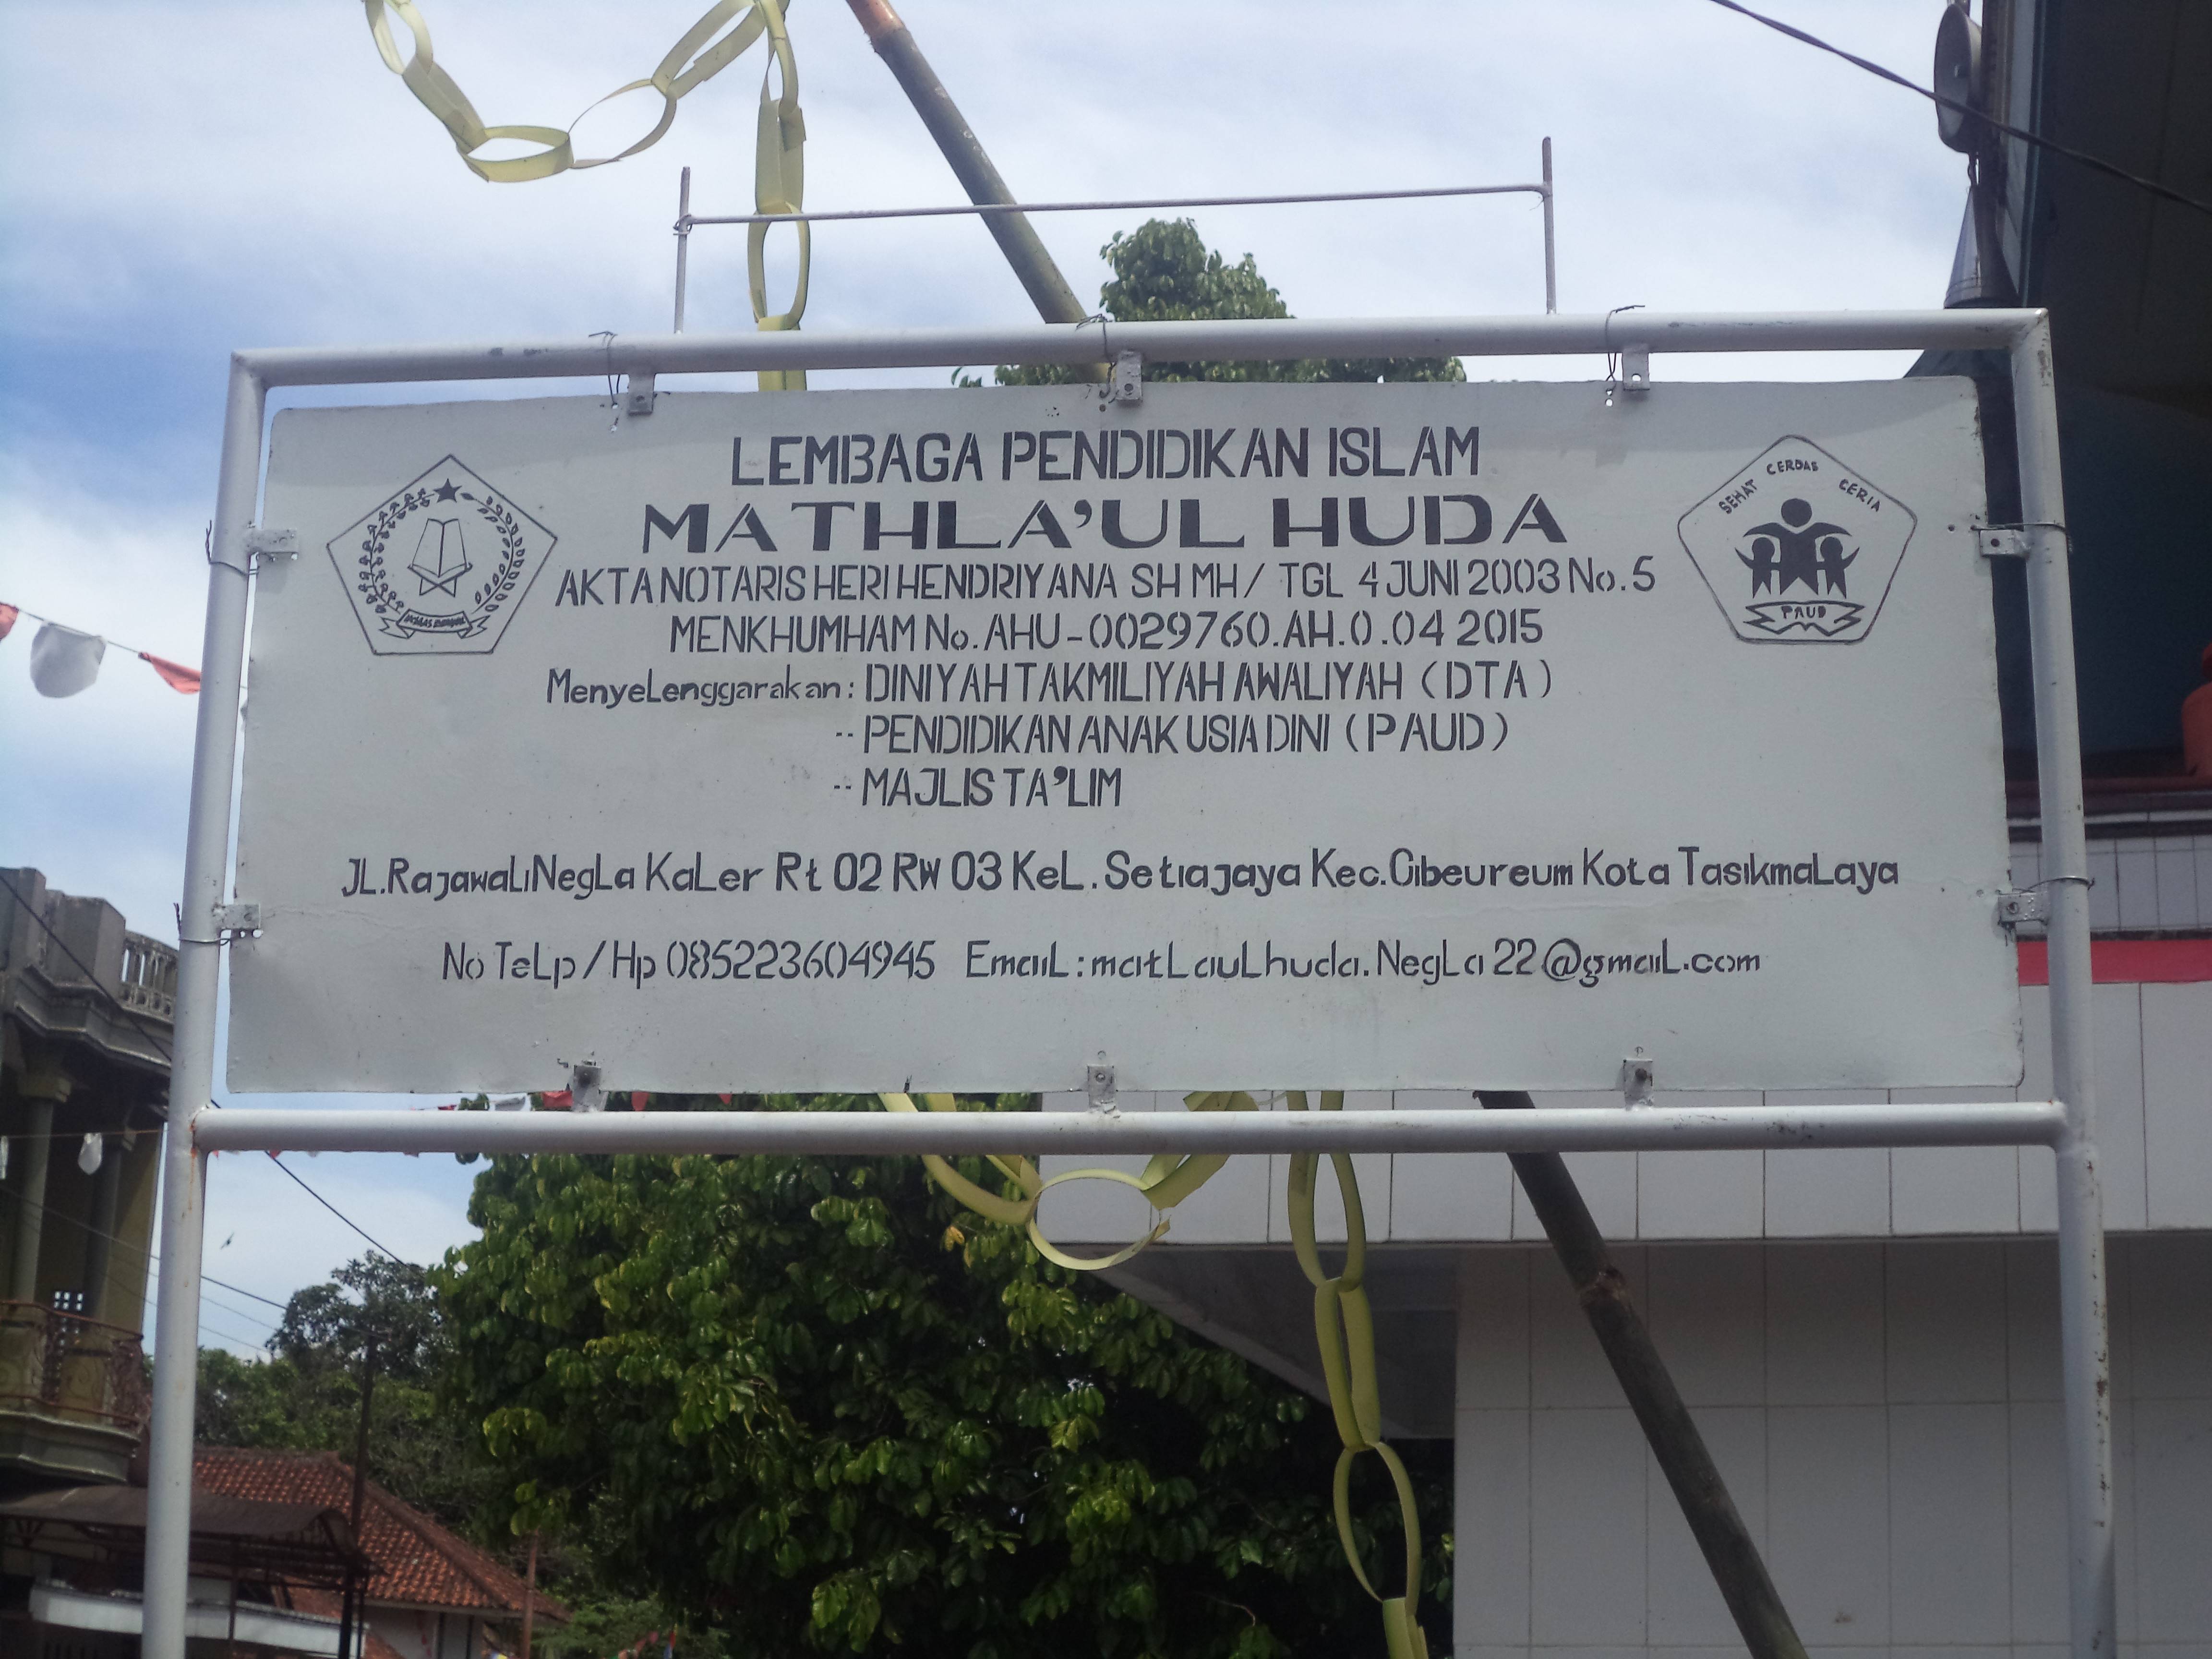 LEMBAGA PENDIDIKAN ISLAM
MATHLA'UL HUDA
AKTA NOTARIS HERI HENDRIYANA SH MH / TGL 4 JUNI 2003 No. 5
MENKHUMHAM No. AHU-0029760.AH.0.04 2015
MenyeLenggarakan : DINIYAH TAKMILIYAH AWALIYAH (DTA)
-- PENDIDIKAN ANAK USIA DINI (PAUD)
-- MAJLIS TA'LIM
JL. RajawaLi NegLa KaLer Rt 02 RW 03 KeL. Setiajaya Kec. Cibeureum Kota TasikmaLaya
No TeLp / Hp 085223604945 EmaiL : matLauLhuda.NegLa22@gmaiL.com
SEHAT CERDAS CERIA
PAUD